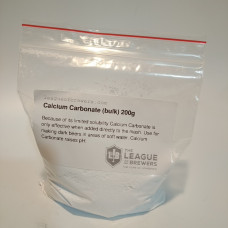 Calcium Carbonate (bulk) 200g
Because of its limited solubility Calcium Carbonate is
only effective when added directly in the mash. Use for
making dark beers in areas of soft water. Calcium
Carbonate raises pH.
THE
LEAGUE
OF BREWERS